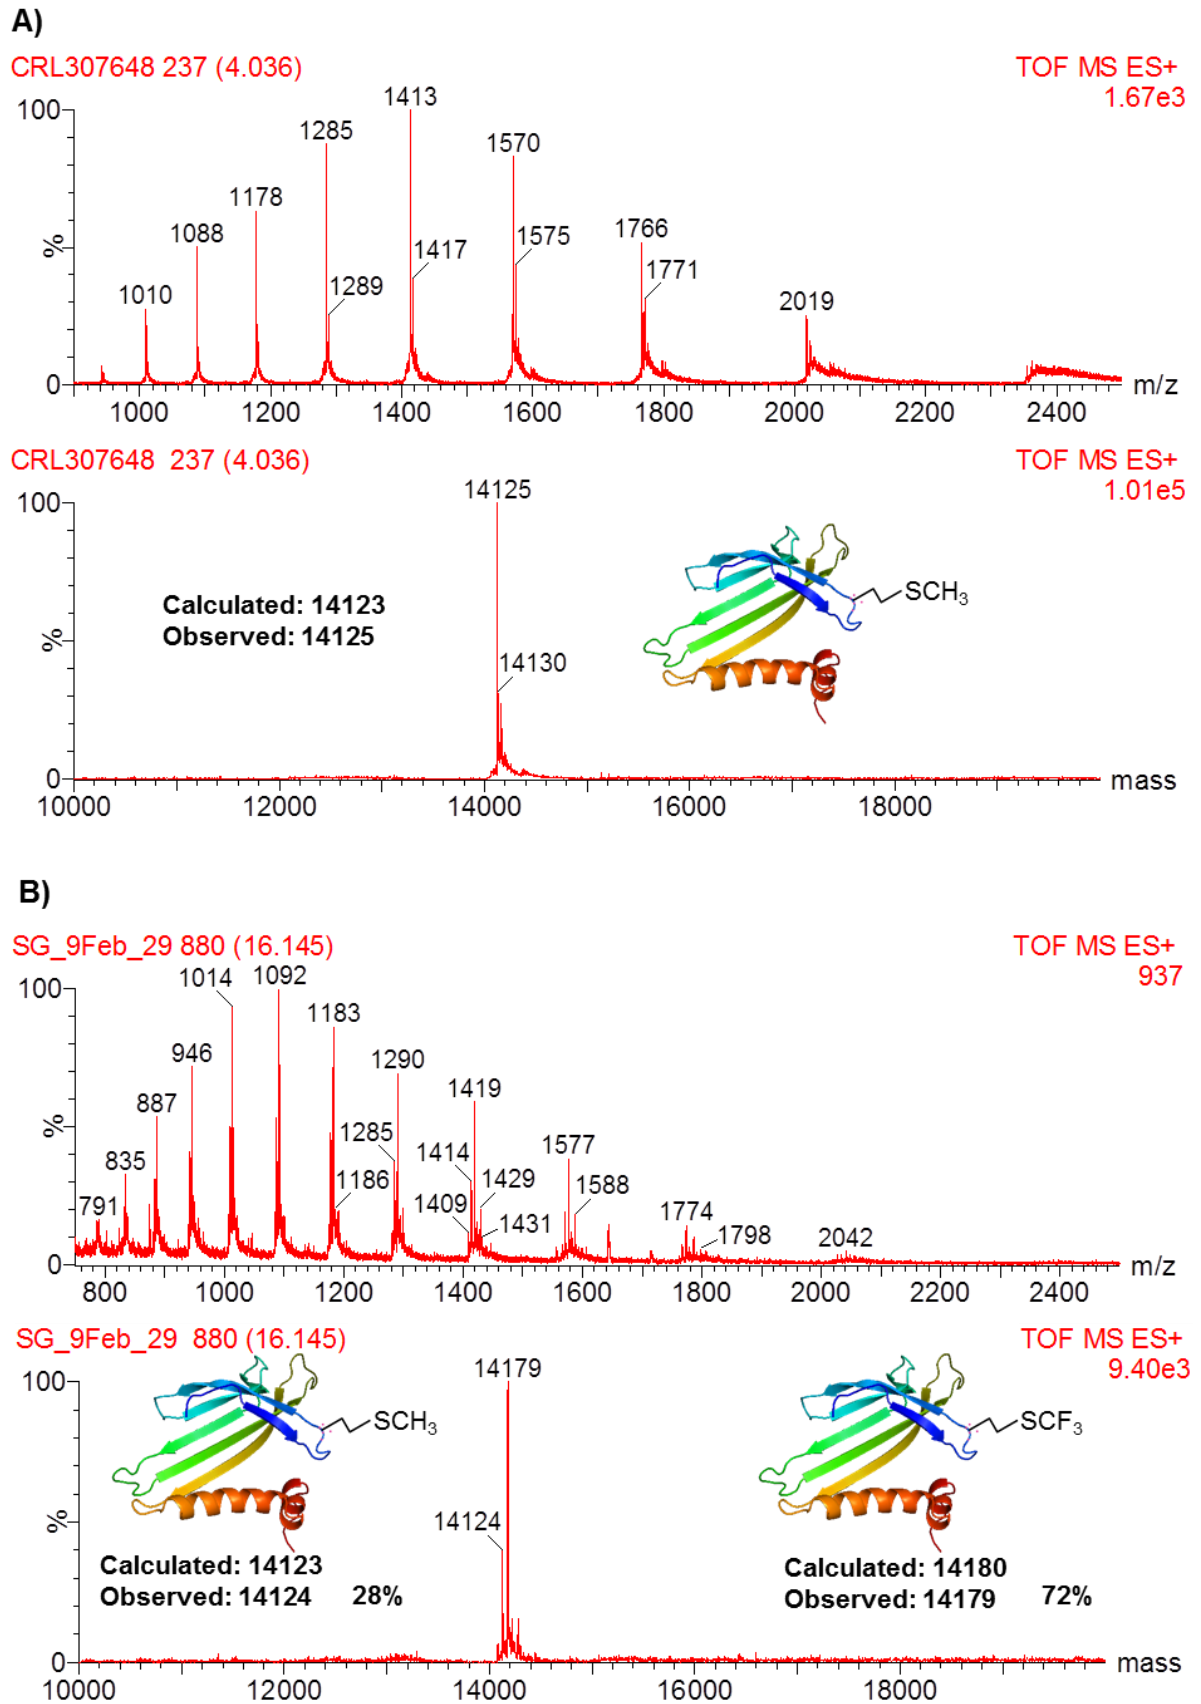 A)
CRL307648 237 (4.036)
TOF MS ES+
1.67e3
100
%
0
1010
1088
1178
1285
1289
1413
1417
1570
1575
1766
1771
2019
1000 1200 1400 1600 1800 2000 2200 2400 m/z
CRL307648 237 (4.036)
TOF MS ES+
1.01e5
100
%
0
14125
14130
Calculated: 14123
Observed: 14125
SCH3
10000 12000 14000 16000 18000 mass
B)
SG_9Feb_29 880 (16.145)
TOF MS ES+
937
100
%
0
791
835
887
946
1014
1092
1183
1186
1285
1290
1409
1414
1419
1429
1431
1577
1588
1774
1798
2042
800 1000 1200 1400 1600 1800 2000 2200 2400 m/z
SG_9Feb_29 880 (16.145)
TOF MS ES+
9.40e3
100
%
0
14179
14124
SCH3
SCF3
Calculated: 14123
Observed: 14124 28%
Calculated: 14180
Observed: 14179 72%
10000 12000 14000 16000 18000 mass